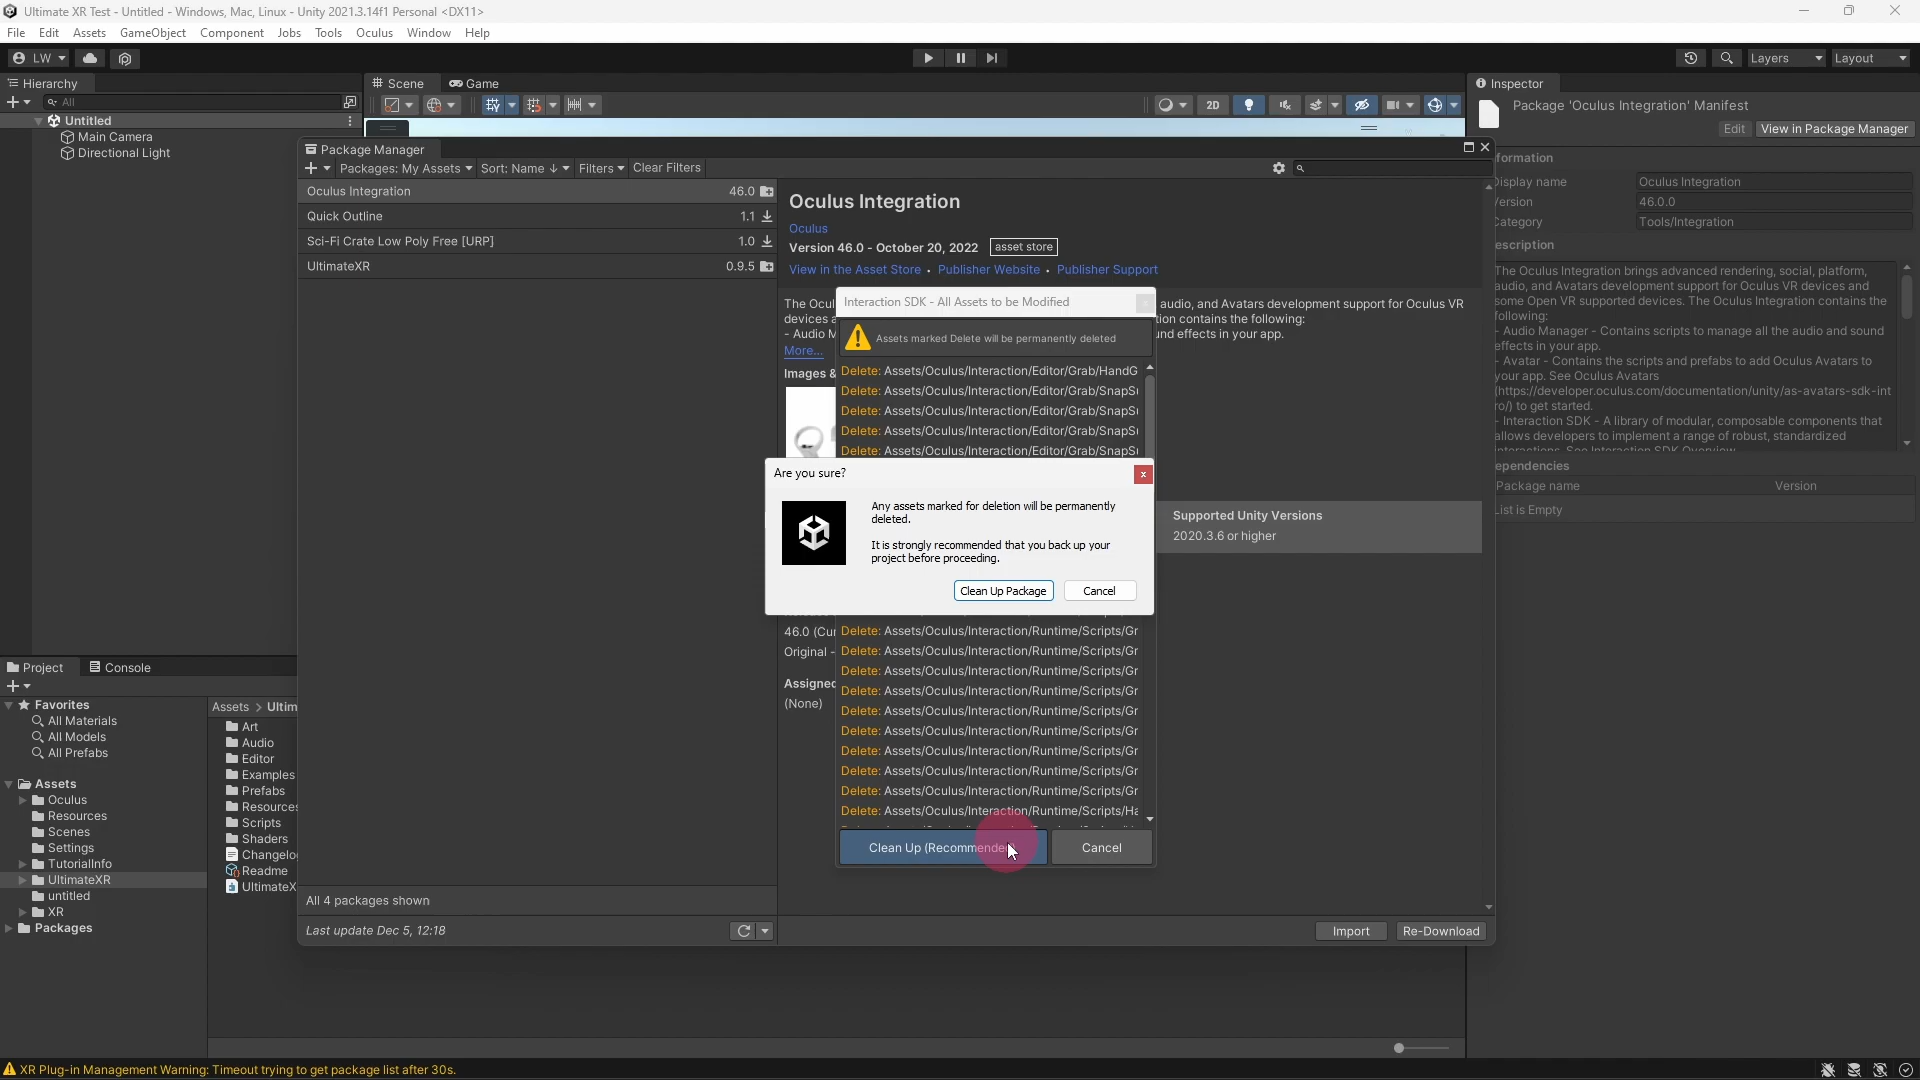 Ultimate XR Test - Untitled - Windows, Mac, Linux - Unity 2021.3.14f1 Personal <DX11>
File Edit Assets GameObject Component Jobs Tools Oculus Window Help
LW
Layers
Layout
Hierarchy
All
Untitled
Main Camera
Directional Light
Scene
Game
2D
Inspector
Package 'Oculus Integration' Manifest
Edit
View in Package Manager
formation
isplay name Oculus Integration
ersion 46.0.0
ategory Tools/Integration
escription
The Oculus Integration brings advanced rendering, social, platform,
audio, and Avatars development support for Oculus VR devices and
some Open VR supported devices. The Oculus Integration contains the
following:
- Audio Manager - Contains scripts to manage all the audio and sound
effects in your app.
- Avatar - Contains the scripts and prefabs to add Oculus Avatars to
your app. See Oculus Avatars
(https://developer.oculus.com/documentation/unity/as-avatars-sdk-int
ro/) to get started.
- Interaction SDK - A library of modular, composable components that
allows developers to implement a range of robust, standardized
interactions. See Interaction SDK Overview
ependencies
Package name Version
List is Empty
Package Manager
Packages: My Assets
Sort: Name ↓
Filters
Clear Filters
Oculus Integration 46.0
Quick Outline 1.1
Sci-Fi Crate Low Poly Free [URP] 1.0
UltimateXR 0.9.5
All 4 packages shown
Last update Dec 5, 12:18
Oculus Integration
Oculus
Version 46.0 - October 20, 2022 asset store
View in the Asset Store • Publisher Website • Publisher Support
The Ocul
audio, and Avatars development support for Oculus VR
devices a
tion contains the following:
- Audio M
und effects in your app.
More...
Images &
Supported Unity Versions
2020.3.6 or higher
46.0 (Cur
Original -
Assigned
(None)
Import
Re-Download
Interaction SDK - All Assets to be Modified
Assets marked Delete will be permanently deleted
Delete: Assets/Oculus/Interaction/Editor/Grab/HandG
Delete: Assets/Oculus/Interaction/Editor/Grab/SnapSu
Delete: Assets/Oculus/Interaction/Editor/Grab/SnapSu
Delete: Assets/Oculus/Interaction/Editor/Grab/SnapSu
Delete: Assets/Oculus/Interaction/Editor/Grab/SnapSu
Are you sure?
Any assets marked for deletion will be permanently
deleted.
It is strongly recommended that you back up your
project before proceeding.
Clean Up Package
Cancel
Delete: Assets/Oculus/Interaction/Runtime/Scripts/Gr
Delete: Assets/Oculus/Interaction/Runtime/Scripts/Gr
Delete: Assets/Oculus/Interaction/Runtime/Scripts/Gr
Delete: Assets/Oculus/Interaction/Runtime/Scripts/Gr
Delete: Assets/Oculus/Interaction/Runtime/Scripts/Gr
Delete: Assets/Oculus/Interaction/Runtime/Scripts/Gr
Delete: Assets/Oculus/Interaction/Runtime/Scripts/Gr
Delete: Assets/Oculus/Interaction/Runtime/Scripts/Gr
Delete: Assets/Oculus/Interaction/Runtime/Scripts/Gr
Delete: Assets/Oculus/Interaction/Runtime/Scripts/Ha
Clean Up (Recommended)
Cancel
Project
Console
Favorites
All Materials
All Models
All Prefabs
Assets
Oculus
Resources
Scenes
Settings
TutorialInfo
UltimateXR
untitled
XR
Packages
Assets > Ultim
Art
Audio
Editor
Examples
Prefabs
Resources
Scripts
Shaders
Changelo
Readme
UltimateX
XR Plug-in Management Warning: Timeout trying to get package list after 30s.